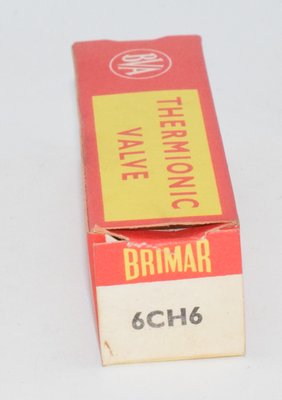 BVA
THERMIONIC
VALVE
BRIMAR
6CH6